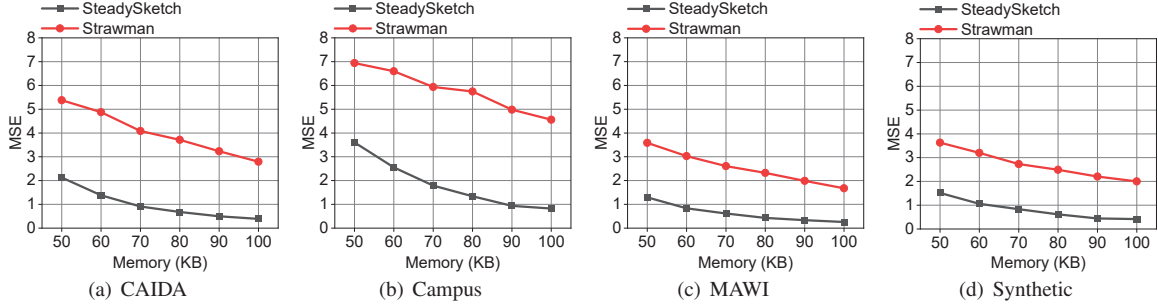 SteadySketch
Strawman
8
7
6
5
4
3
2
1
0
MSE
50 60 70 80 90 100
Memory (KB)
(a) CAIDA
SteadySketch
Strawman
8
7
6
5
4
3
2
1
0
MSE
50 60 70 80 90 100
Memory (KB)
(b) Campus
SteadySketch
Strawman
8
7
6
5
4
3
2
1
0
MSE
50 60 70 80 90 100
Memory (KB)
(c) MAWI
SteadySketch
Strawman
8
7
6
5
4
3
2
1
0
MSE
50 60 70 80 90 100
Memory (KB)
(d) Synthetic